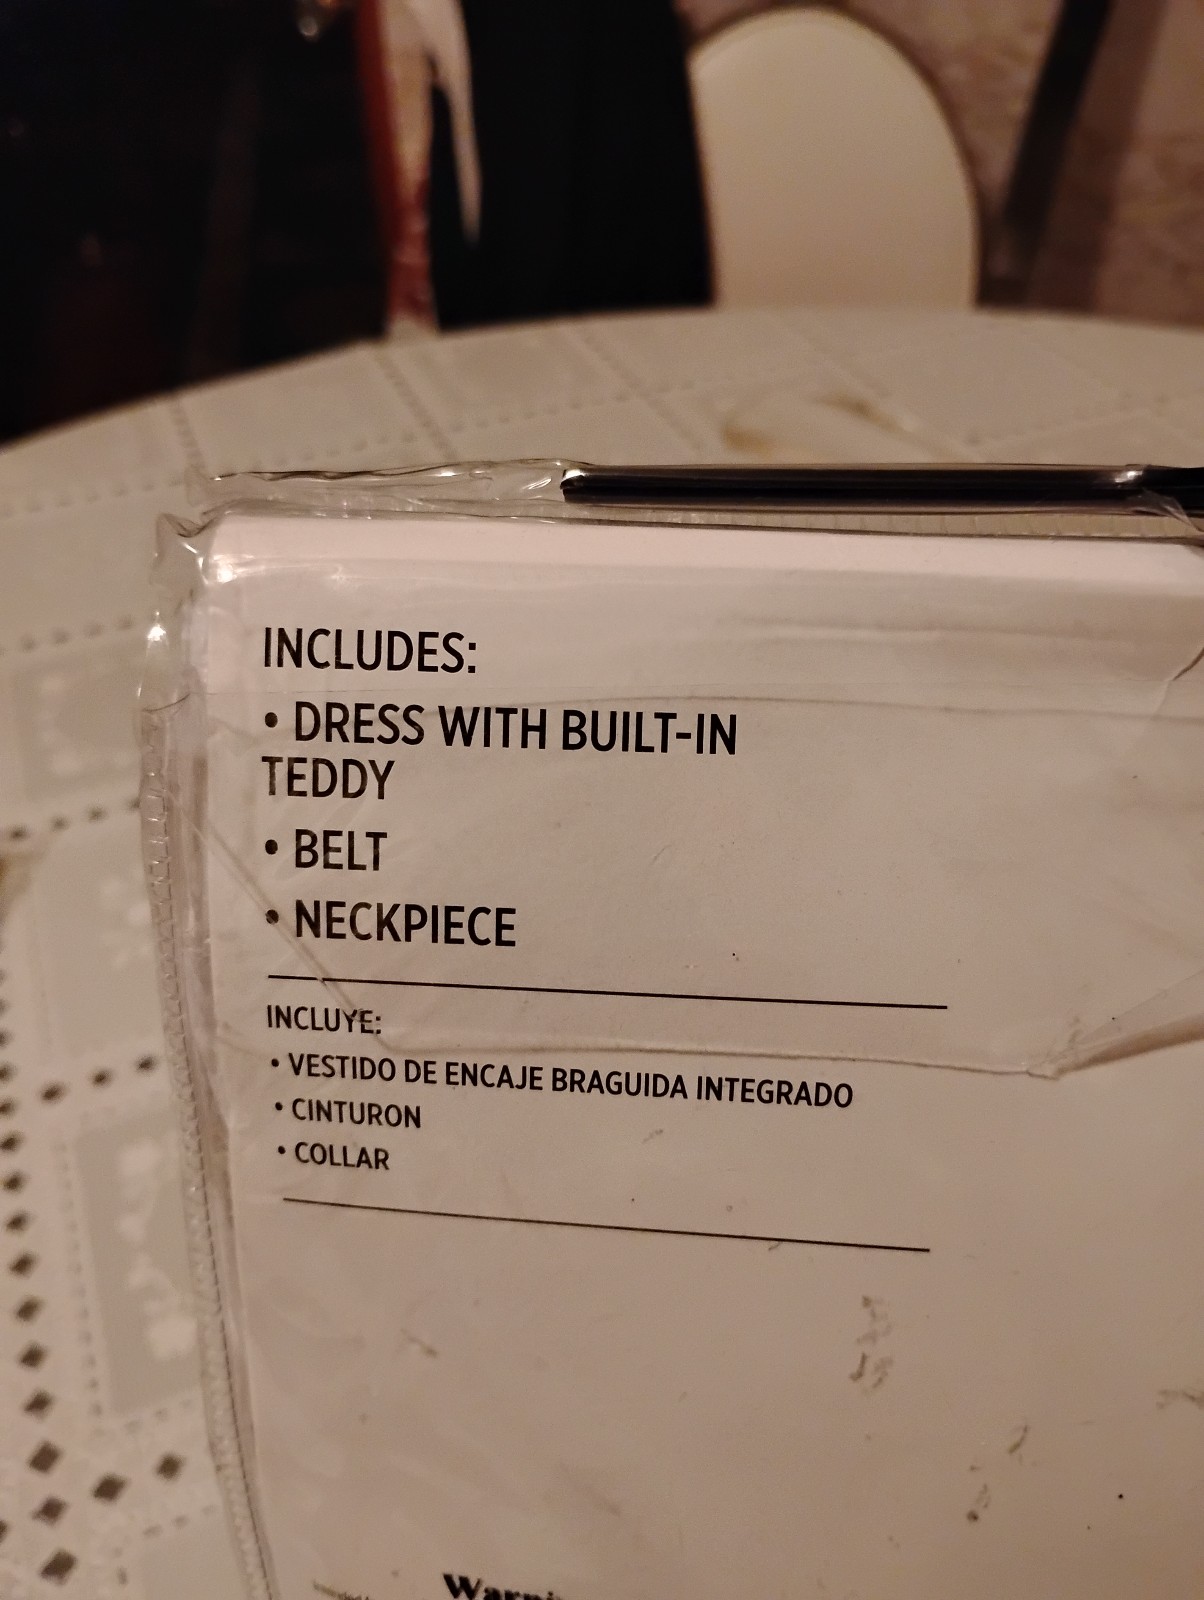 INCLUDES:
• DRESS WITH BUILT-IN
TEDDY
• BELT
• NECKPIECE
INCLUYE:
• VESTIDO DE ENCAJE BRAGUIDA INTEGRADO
• CINTURON
• COLLAR